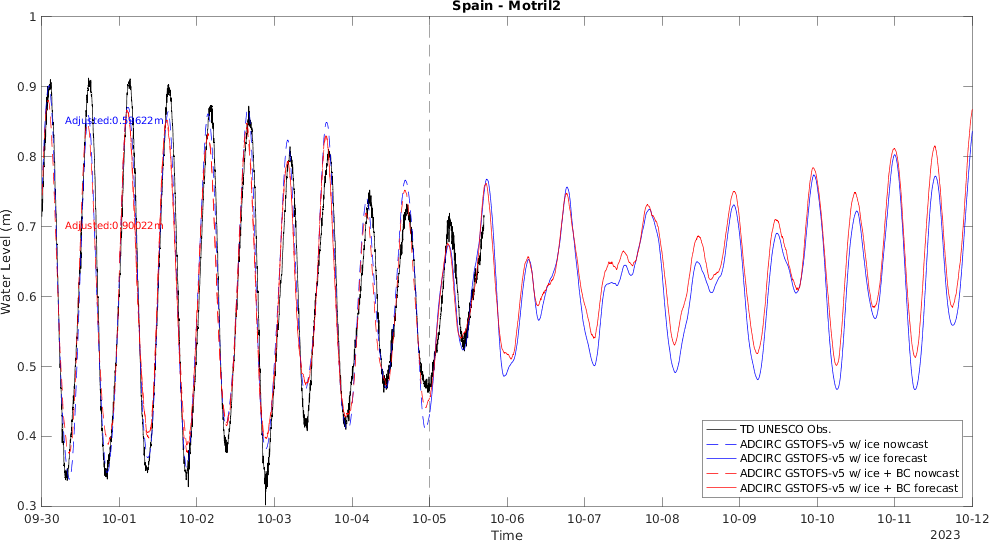 Spain - Motril2
1
0.9
0.8
0.7
0.6
0.5
0.4
0.3
Water Level (m)
Adjusted:0.59622m
Adjusted:0.90022m
TD UNESCO Obs.
ADCIRC GSTOFS-v5 w/ ice nowcast
ADCIRC GSTOFS-v5 w/ ice forecast
ADCIRC GSTOFS-v5 w/ ice + BC nowcast
ADCIRC GSTOFS-v5 w/ ice + BC forecast
09-30 10-01 10-02 10-03 10-04 10-05 10-06 10-07 10-08 10-09 10-10 10-11 10-12
Time
2023